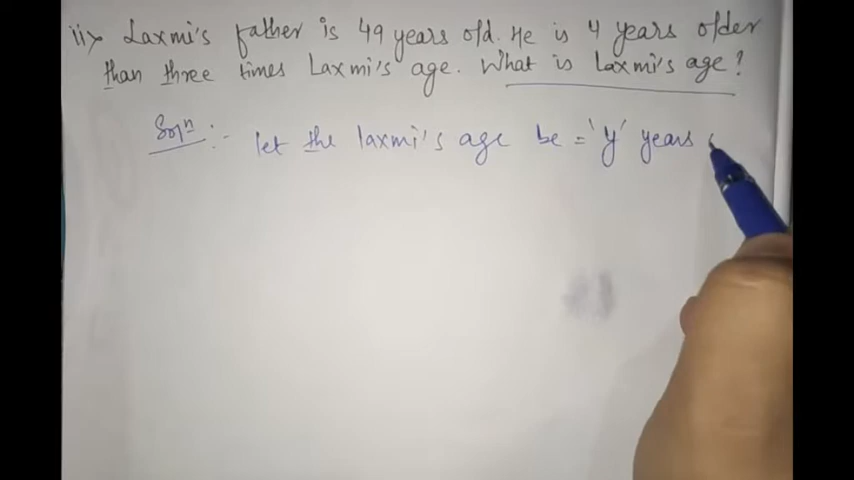 ii> Laxmi's father is 49 years old. He is 4 years older
than three times Laxmi's age. What is Laxmi's age?
Solⁿ :- let the laxmi's age be = 'y' years